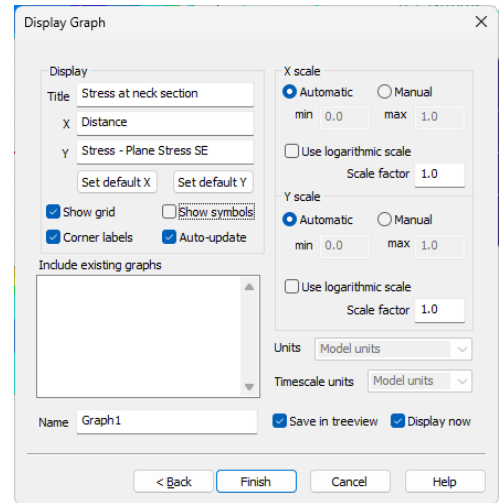 Display Graph
Display
Title Stress at neck section
X Distance
Y Stress - Plane Stress SE
Set default X Set default Y
Show grid Show symbols
Corner labels Auto-update
Include existing graphs
Name Graph1
X scale
Automatic Manual
min 0.0 max 1.0
Use logarithmic scale
Scale factor 1.0
Y scale
Automatic Manual
min 0.0 max 1.0
Use logarithmic scale
Scale factor 1.0
Units Model units
Timescale units Model units
Save in treeview Display now
< Back Finish Cancel Help